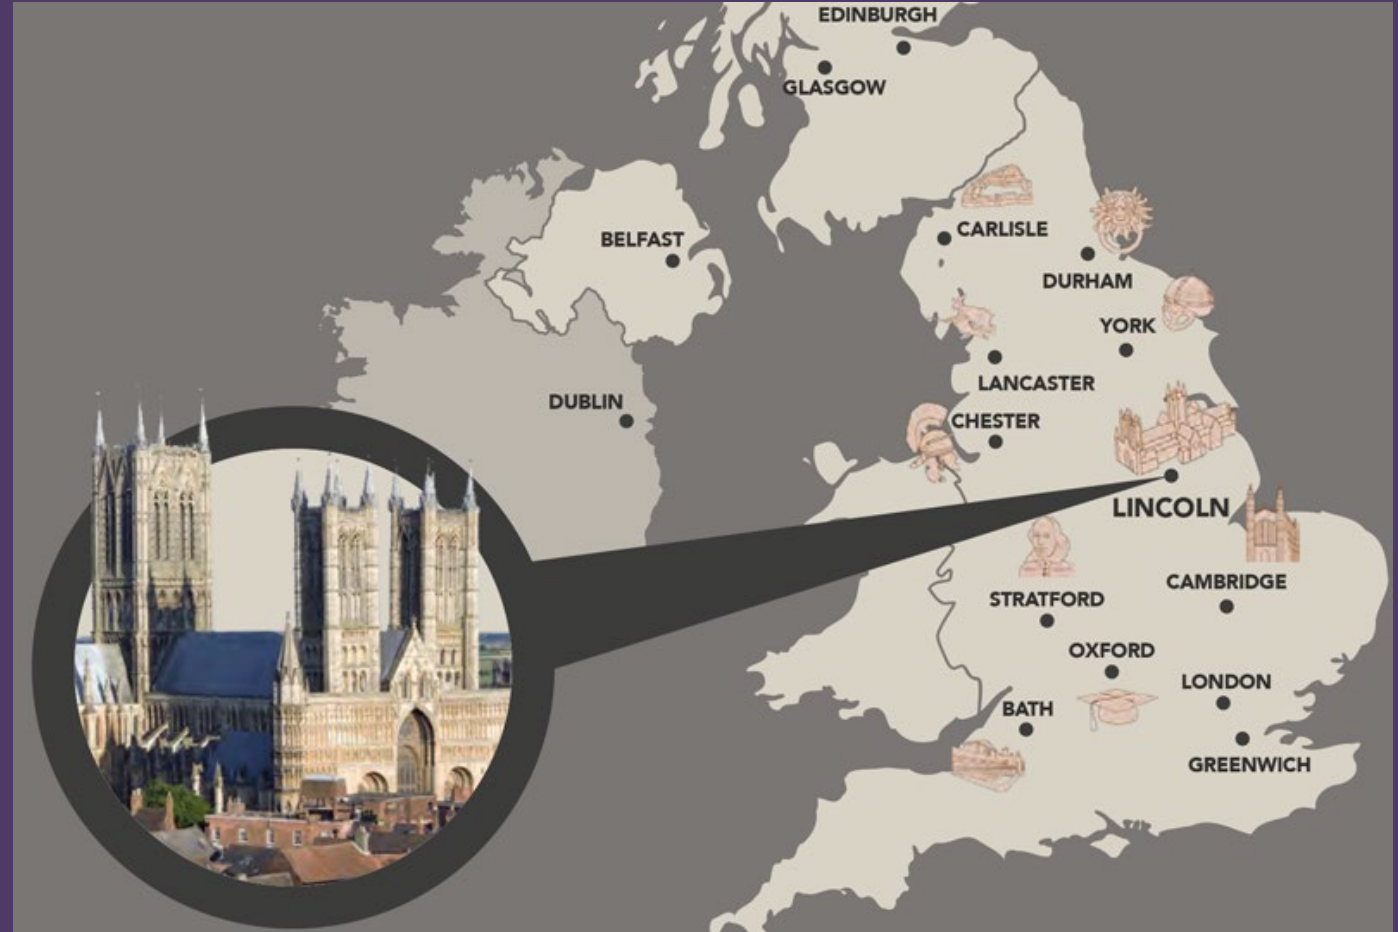 EDINBURGH
GLASGOW
CARLISLE
BELFAST
DURHAM
YORK
LANCASTER
DUBLIN
CHESTER
LINCOLN
CAMBRIDGE
STRATFORD
OXFORD
LONDON
BATH
GREENWICH